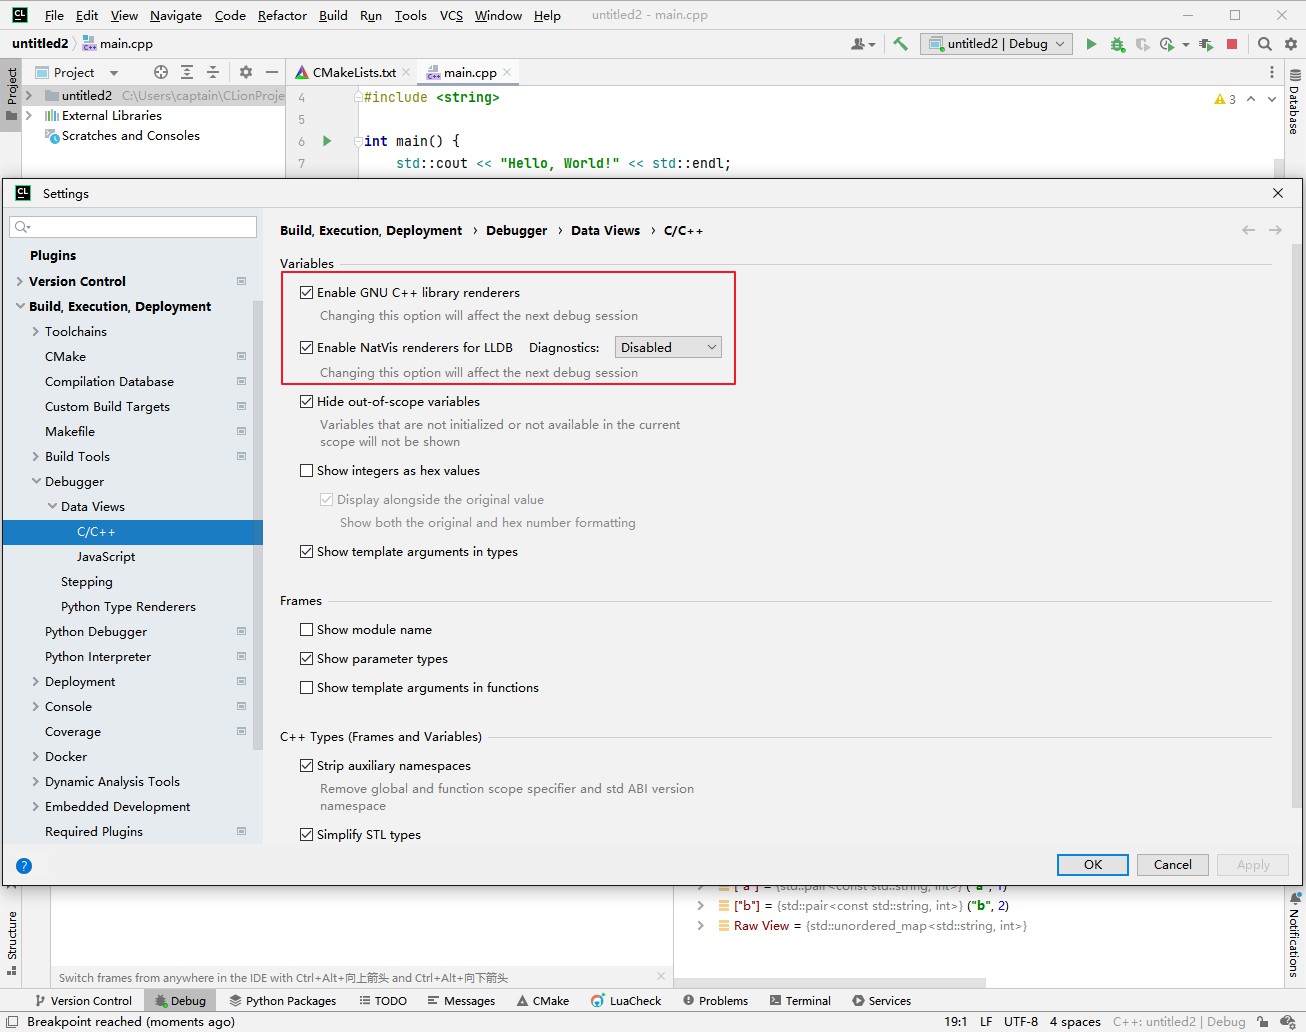 File Edit View Navigate Code Refactor Build Run Tools VCS Window Help untitled2 - main.cpp
untitled2 main.cpp untitled2 | Debug
Project
Project CMakeLists.txt main.cpp
untitled2 C:\Users\captain\CLionProje
External Libraries
Scratches and Consoles
4 #include <string>
5
6 int main() {
7 std::cout << "Hello, World!" << std::endl;
3
Database
Settings
Plugins
Version Control
Build, Execution, Deployment
Toolchains
CMake
Compilation Database
Custom Build Targets
Makefile
Build Tools
Debugger
Data Views
C/C++
JavaScript
Stepping
Python Type Renderers
Python Debugger
Python Interpreter
Deployment
Console
Coverage
Docker
Dynamic Analysis Tools
Embedded Development
Required Plugins
Build, Execution, Deployment › Debugger › Data Views › C/C++
Variables
Enable GNU C++ library renderers
Changing this option will affect the next debug session
Enable NatVis renderers for LLDB Diagnostics: Disabled
Changing this option will affect the next debug session
Hide out-of-scope variables
Variables that are not initialized or not available in the current
scope will not be shown
Show integers as hex values
Display alongside the original value
Show both the original and hex number formatting
Show template arguments in types
Frames
Show module name
Show parameter types
Show template arguments in functions
C++ Types (Frames and Variables)
Strip auxiliary namespaces
Remove global and function scope specifier and std ABI version
namespace
Simplify STL types
?
OK Cancel Apply
["a"] = {std::pair<const std::string, int>} ("a", 1)
["b"] = {std::pair<const std::string, int>} ("b", 2)
Raw View = {std::unordered_map<std::string, int>}
Structure
Notifications
Switch frames from anywhere in the IDE with Ctrl+Alt+向上箭头 and Ctrl+Alt+向下箭头
Version Control Debug Python Packages TODO Messages CMake LuaCheck Problems Terminal Services
Breakpoint reached (moments ago) 19:1 LF UTF-8 4 spaces C++: untitled2 | Debug